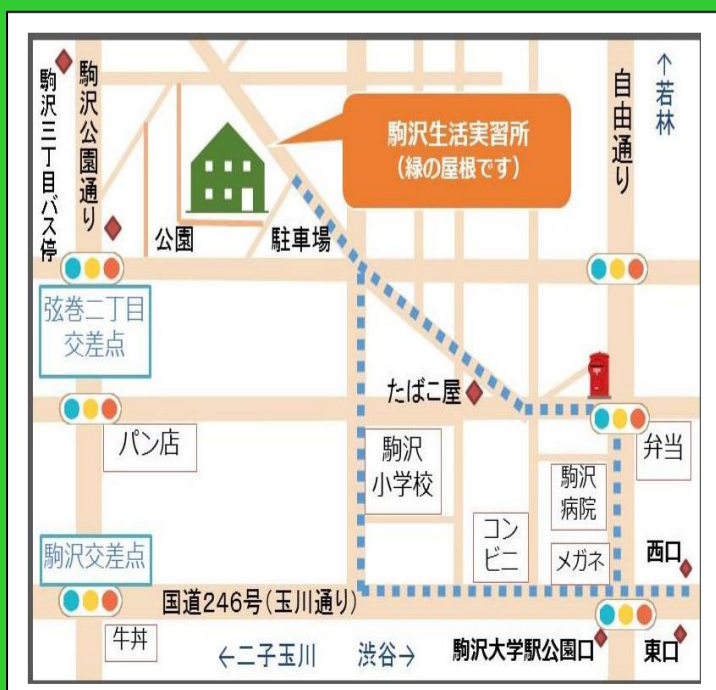 駒沢三丁目バス停
駒沢公園通り
駒沢生活実習所
(緑の屋根です)
自由通り
↑若林
公園
駐車場
弦巻二丁目
交差点
たばこ屋
パン店
駒沢
小学校
弁当
駒沢
病院
コン
ビニ
メガネ
西口
駒沢交差点
国道246号(玉川通り)
牛丼
←二子玉川
渋谷→
駒沢大学駅公園口
東口